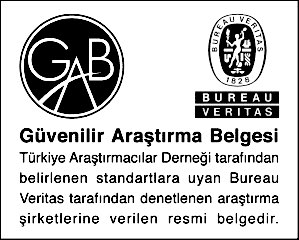 GAB
BUREAU VERITAS
1828
BUREAU
VERITAS
Güvenilir Araştırma Belgesi
Türkiye Araştırmacılar Derneği tarafından
belirlenen standartlara uyan Bureau
Veritas tarafından denetlenen araştırma
şirketlerine verilen resmi belgedir.